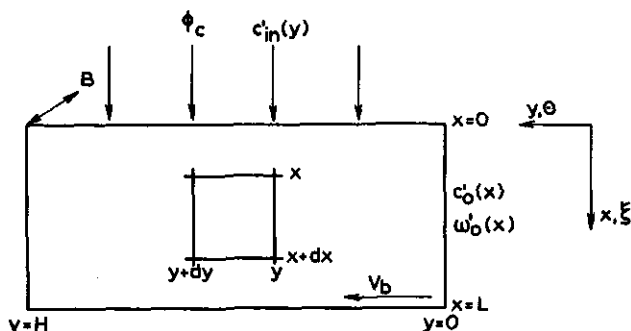 ϕc c'in(y)
B
x=0
y,Θ
x
c'o(x)
ω'o(x)
x,ξ
y+dy y x+dx
Vb
x=L
y=H y=0